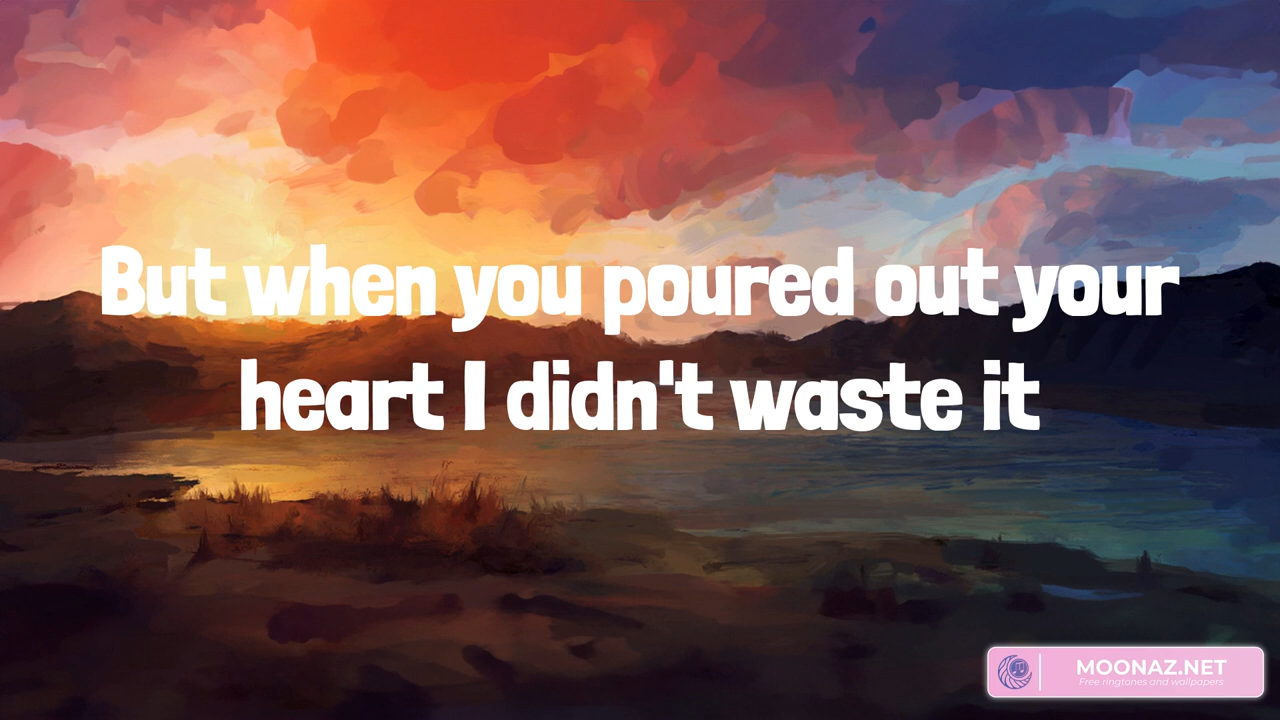 But when you poured out your
heart I didn't waste it
MOONAZ.NET
Free ringtones and wallpapers